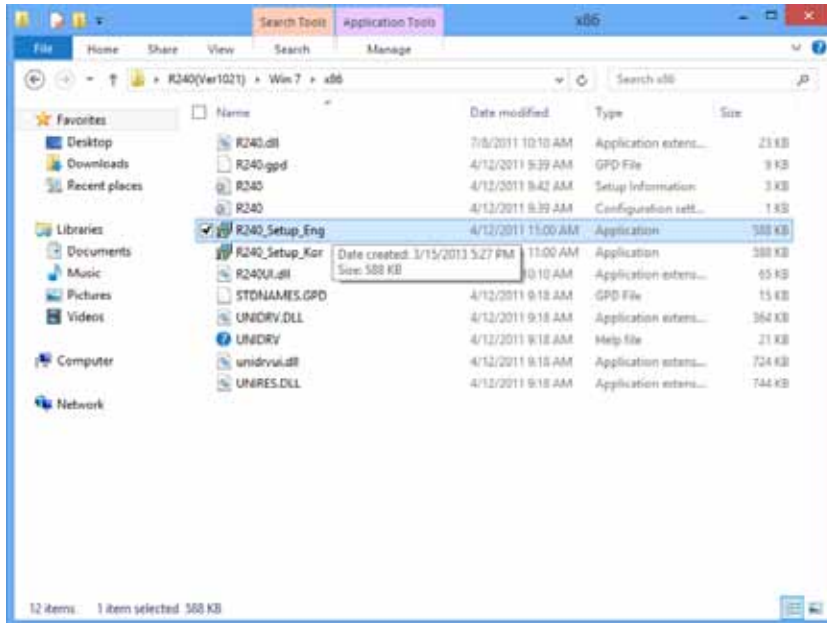 Search Tools Application Tools x86
File Home Share View Search Manage
R240(Ver1021) Win 7 x86 Search x86
Favorites
Desktop
Downloads
Recent places
Libraries
Documents
Music
Pictures
Videos
Computer
Network
Name Date modified Type Size
R240.dll 7/8/2011 10:10 AM Application extens... 23 KB
R240.gpd 4/12/2011 9:39 AM GPD File 9 KB
R240 4/12/2011 9:42 AM Setup Information 3 KB
R240 4/12/2011 9:39 AM Configuration sett... 1 KB
R240_Setup_Eng 4/12/2011 11:00 AM Application 588 KB
R240_Setup_Kor 11:00 AM Application 588 KB
Date created: 3/15/2013 5:27 PM
Size: 588 KB
R240UI.dll 10:10 AM Application extens... 65 KB
STDNAMES.GPD 4/12/2011 9:18 AM GPD File 15 KB
UNIDRV.DLL 4/12/2011 9:18 AM Application extens... 364 KB
UNIDRV 4/12/2011 9:18 AM Help file 21 KB
unidrvui.dll 4/12/2011 9:18 AM Application extens... 724 KB
UNIRES.DLL 4/12/2011 9:18 AM Application extens... 744 KB
12 items 1 item selected 588 KB